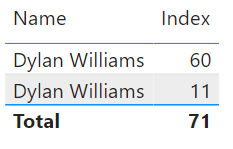 Name Index
Dylan Williams 60
Dylan Williams 11
Total 71